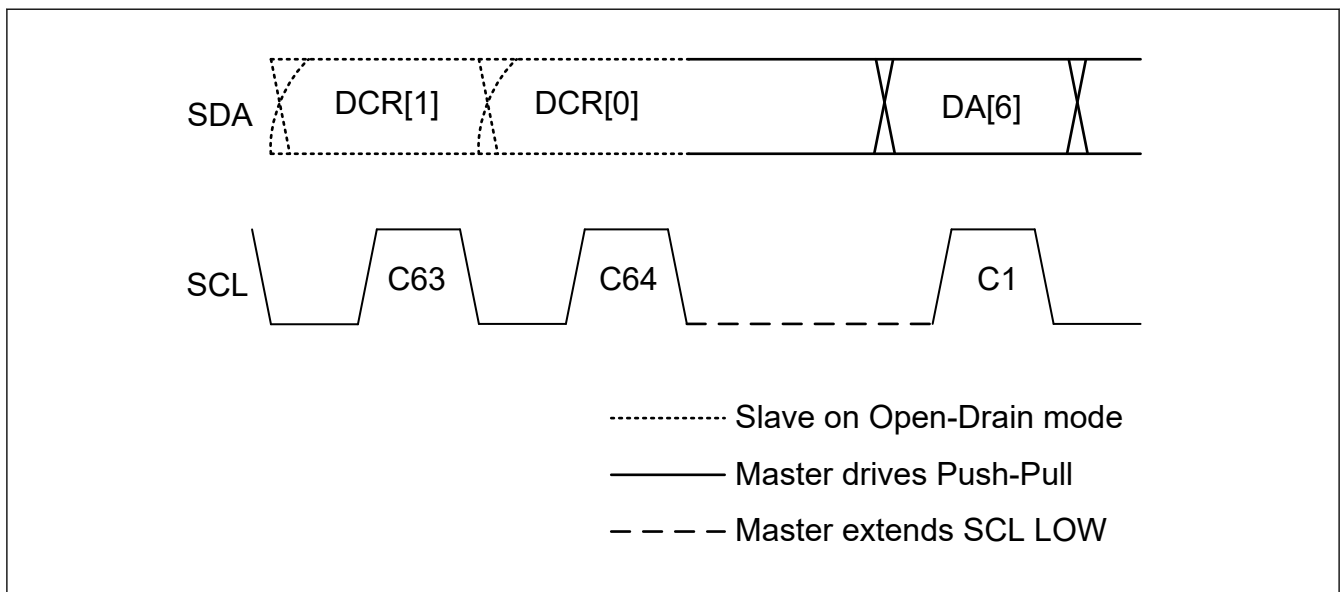 SDA DCR[1] DCR[0] DA[6]
SCL C63 C64 C1
Slave on Open-Drain mode
Master drives Push-Pull
Master extends SCL LOW